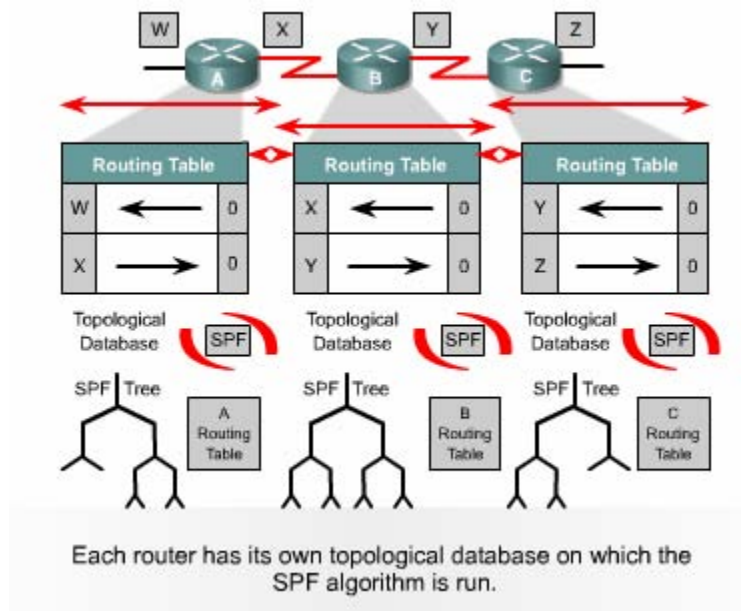 W X Y Z
A B C
Routing Table Routing Table Routing Table
W 0 X 0 Y 0
X 0 Y 0 Z 0
Topological Database SPF Topological Database SPF Topological Database SPF
SPF Tree SPF Tree SPF Tree
A Routing Table B Routing Table C Routing Table
Each router has its own topological database on which the
SPF algorithm is run.